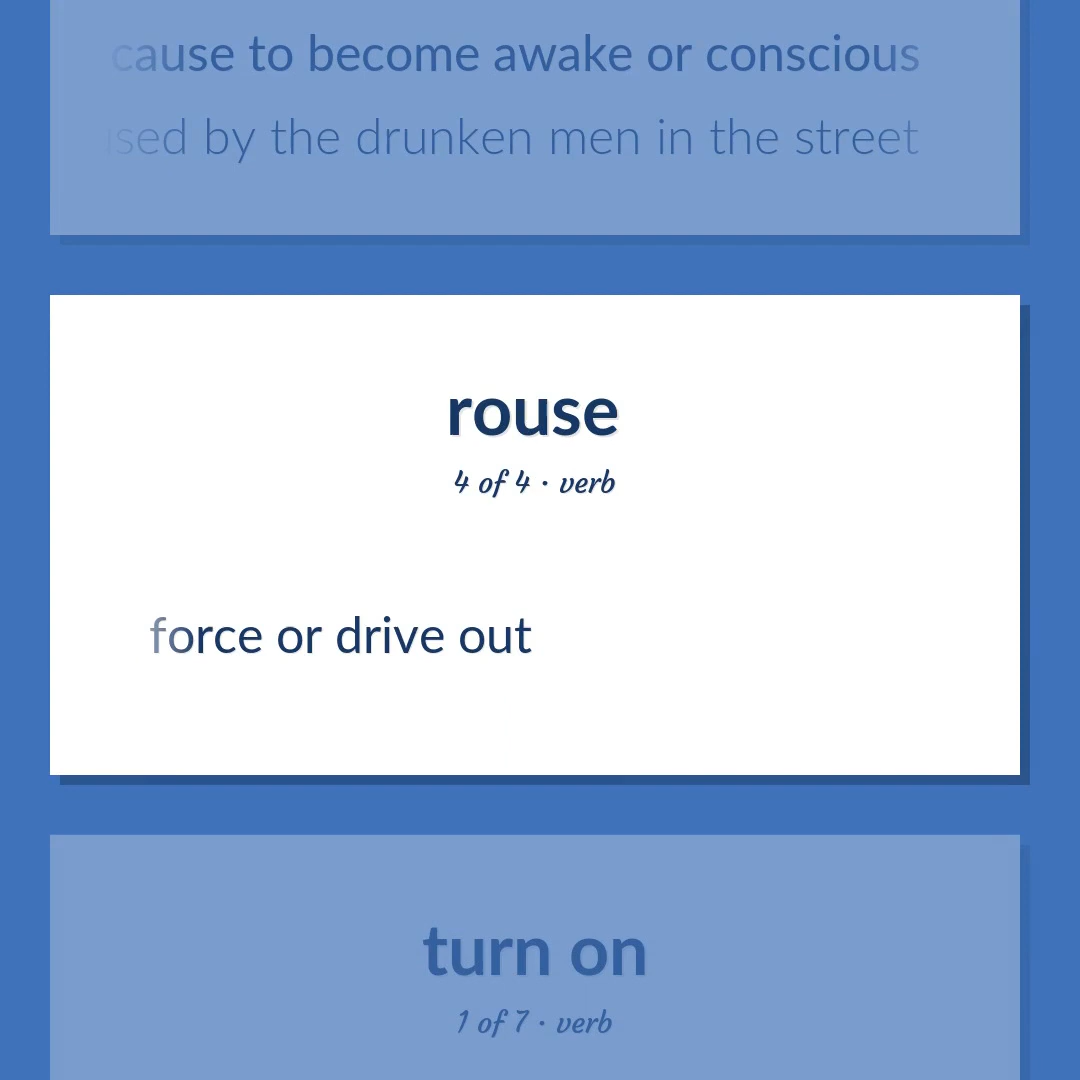 cause to become awake or conscious
by the drunken men in the street
rouse
4 of 4 · verb
force or drive out
turn on
1 of 7 · verb